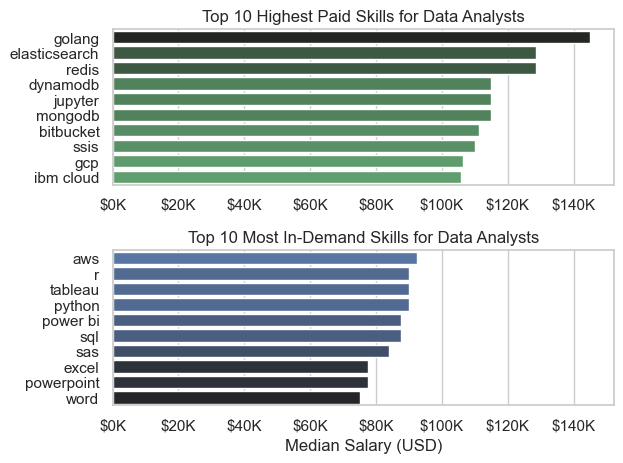 Top 10 Highest Paid Skills for Data Analysts
golang
elasticsearch
redis
dynamodb
jupyter
mongodb
bitbucket
ssis
gcp
ibm cloud
$0K $20K $40K $60K $80K $100K $120K $140K
Top 10 Most In-Demand Skills for Data Analysts
aws
r
tableau
python
power bi
sql
sas
excel
powerpoint
word
$0K $20K $40K $60K $80K $100K $120K $140K
Median Salary (USD)